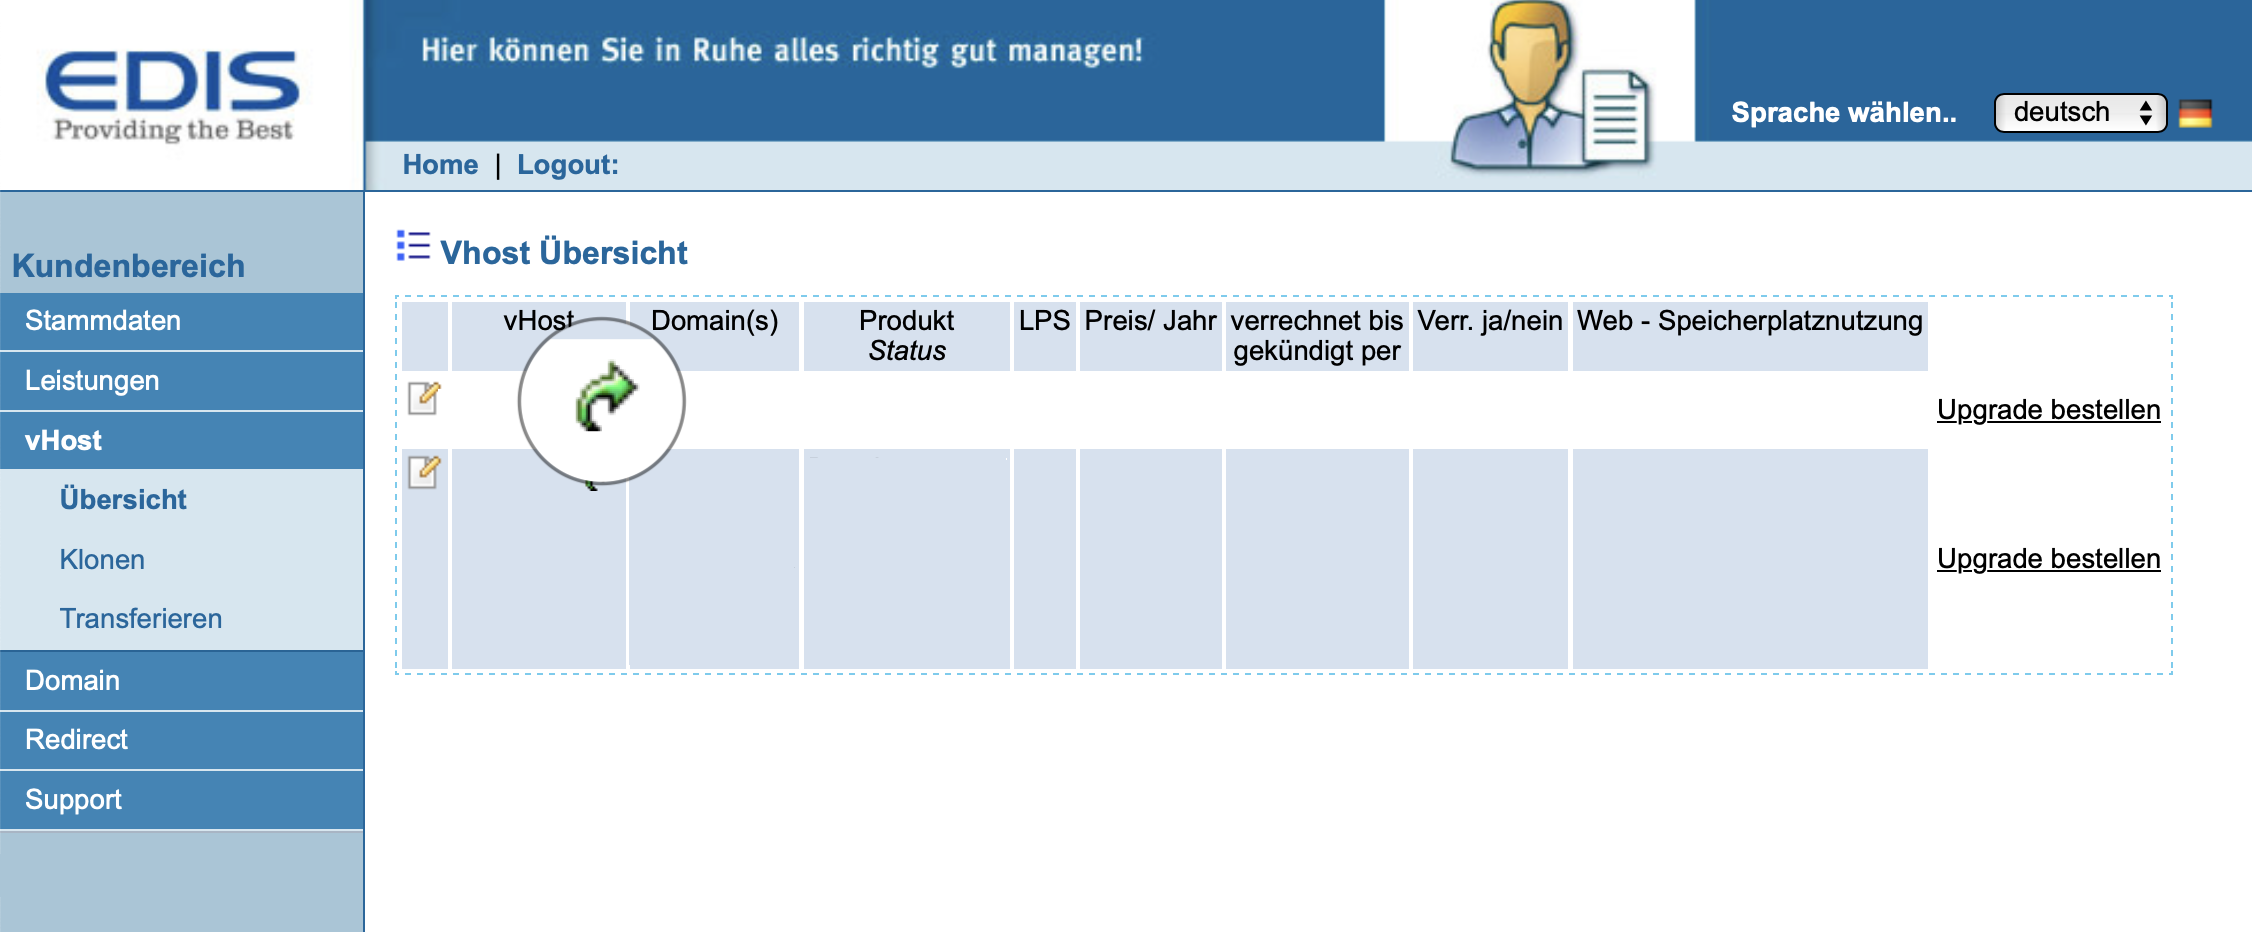 EDIS
Providing the Best
Hier können Sie in Ruhe alles richtig gut managen!
Sprache wählen..
deutsch
Home | Logout:
Kundenbereich
Stammdaten
Leistungen
vHost
Übersicht
Klonen
Transferieren
Domain
Redirect
Support
Vhost Übersicht
vHost Domain(s) Produkt LPS Preis/ Jahr verrechnet bis Verr. ja/nein Web - Speicherplatznutzung
Status gekündigt per
Upgrade bestellen
Upgrade bestellen